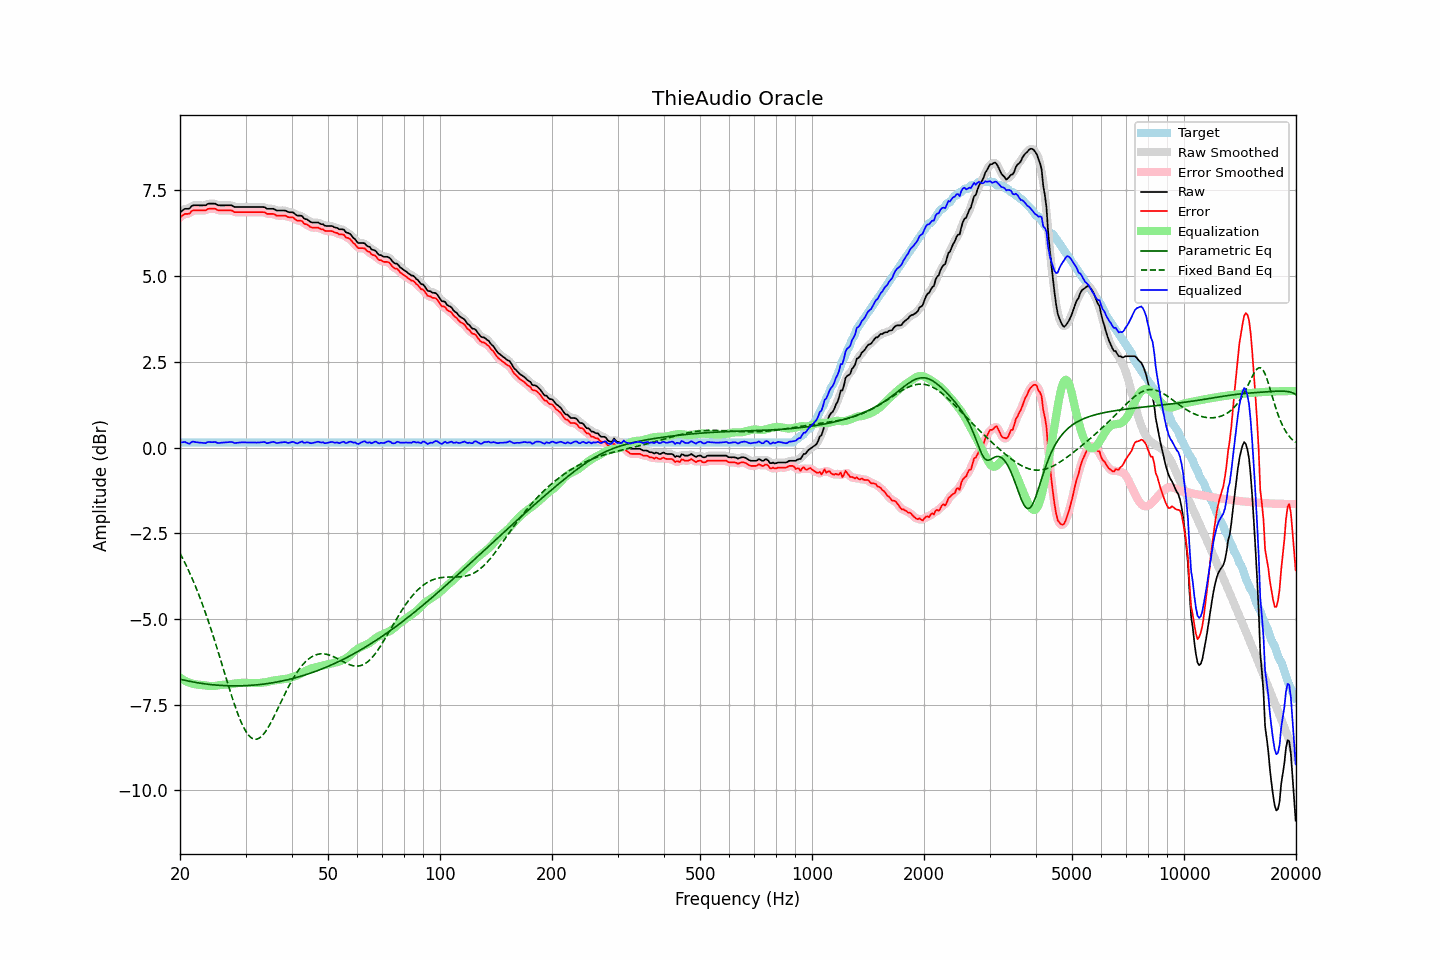 ThieAudio Oracle
Target
Raw Smoothed
Error Smoothed
Raw
Error
Equalization
Parametric Eq
Fixed Band Eq
Equalized
7.5
5.0
2.5
0.0
−2.5
−5.0
−7.5
−10.0
Amplitude (dBr)
20 50 100 200 500 1000 2000 5000 10000 20000
Frequency (Hz)